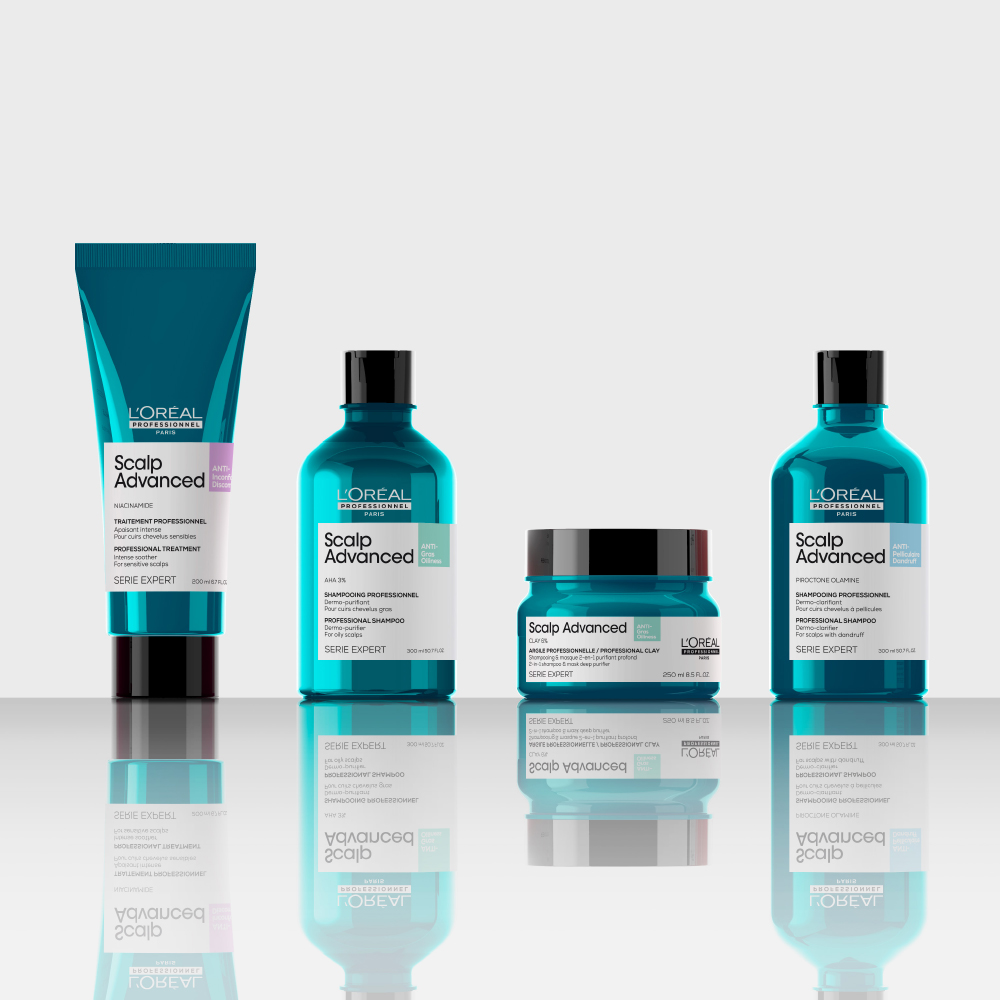 L'ORÉAL
PROFESSIONNEL
PARIS
Scalp
Advanced
ANTI-
NIACINAMIDE
TRAITEMENT PROFESSIONNEL
Apaisant intense
Pour cuirs chevelus sensibles
PROFESSIONAL TREATMENT
Intense soother
For sensitive scalps
SERIE EXPERT 200 ml 6.7 FL.OZ
L'ORÉAL
PROFESSIONNEL
PARIS
Scalp
Advanced
ANTI-
Gras
Oiliness
AHA 3%
SHAMPOOING PROFESSIONNEL
Dermo-purifiant
Pour cuirs chevelus gras
PROFESSIONAL SHAMPOO
Dermo-purifier
For oily scalps
SERIE EXPERT 300 ml 10.7 FL.OZ
Scalp Advanced
ANTI-
Gras
Oiliness
CLAY 6%
ARGILE PROFESSIONNELLE / PROFESSIONAL CLAY
Shampooing & masque 2-en-1 purifiant profond
2-in-1 shampoo & mask deep purifier
SERIE EXPERT 250 ml 8.5 FL.OZ
L'ORÉAL
PROFESSIONNEL
PARIS
L'ORÉAL
PROFESSIONNEL
PARIS
Scalp
Advanced
ANTI-
Pelliculaire
Dandruff
PIROCTONE OLAMINE
SHAMPOOING PROFESSIONNEL
Dermo-clarifiant
Pour cuirs chevelus à pellicules
PROFESSIONAL SHAMPOO
Dermo-clarifier
For scalps with dandruff
SERIE EXPERT 300 ml 10.7 FL.OZ